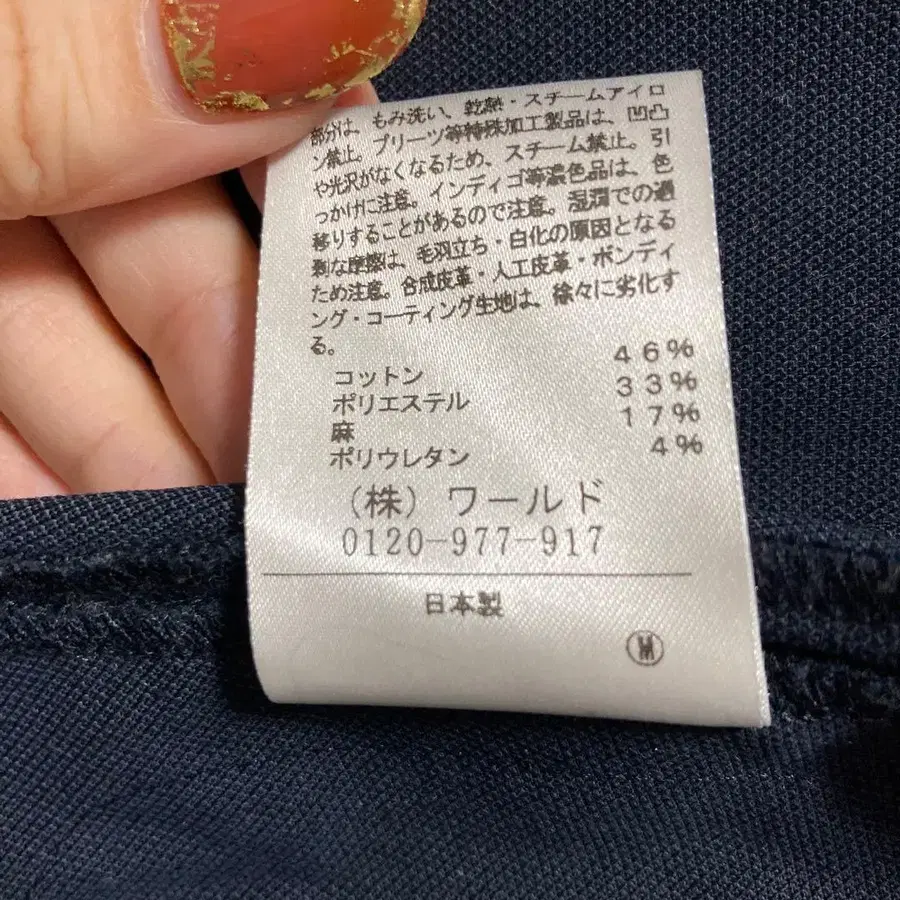 部分は、もみ洗い、乾熱・スチームアイロ
ン禁止。プリーツ等特殊加工製品は、凹凸
や光沢がなくなるため、スチーム禁止。引
っかけに注意。インディゴ等濃色品は、色
移りすることがあるので注意。湿潤での過
剰な摩擦は、毛羽立ち・白化の原因となる
ため注意。合成皮革・人工皮革・ボンディ
ング・コーティング生地は、徐々に劣化す
る。
コットン 46%
ポリエステル 33%
麻 17%
ポリウレタン 4%
(株) ワールド
0120-977-917
日本製
M